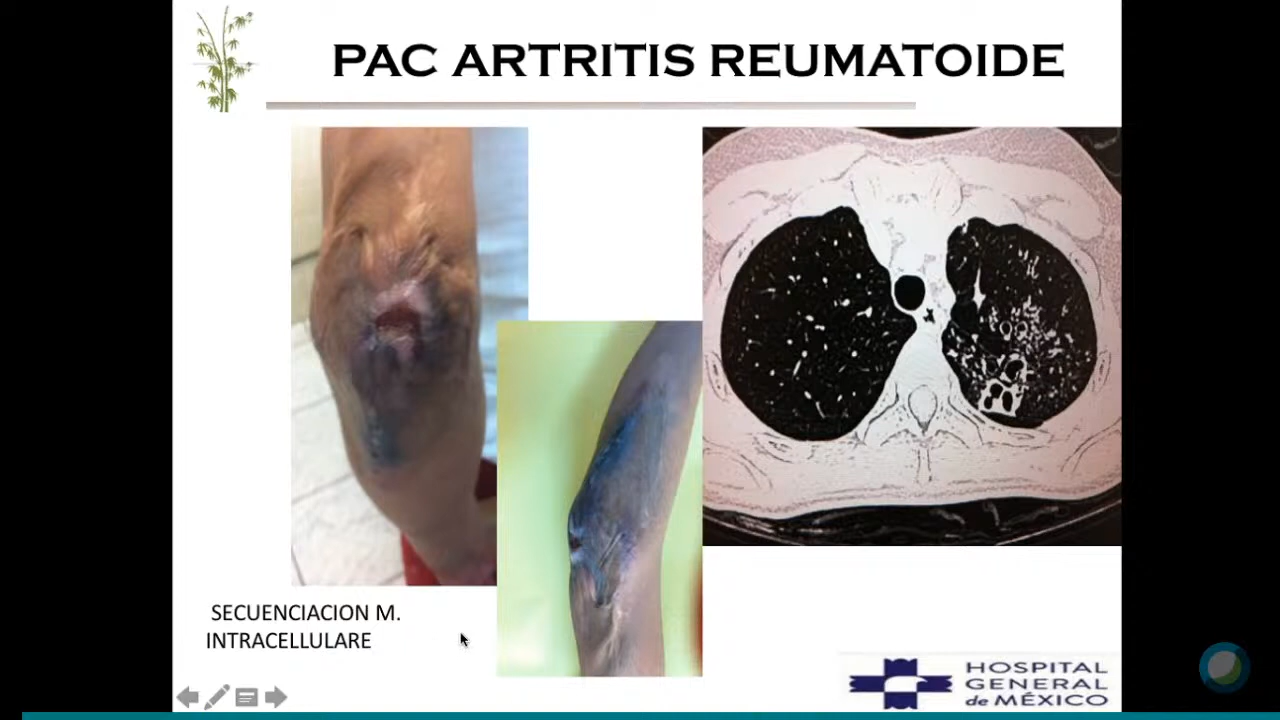 PAC ARTRITIS REUMATOIDE
SECUENCIACION M.
INTRACELLULARE
HOSPITAL
GENERAL
de MÉXICO